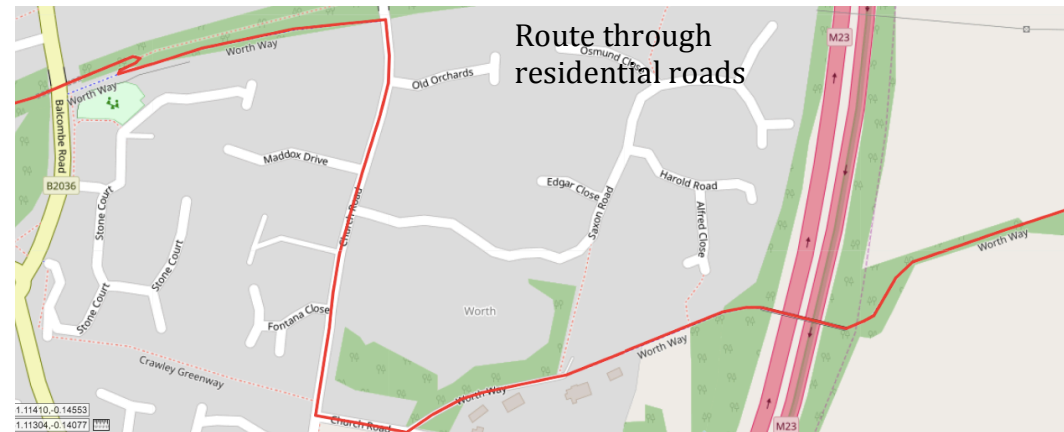 Route through
residential roads
M23
Worth Way
Osmund Close
Old Orchards
Worth Way
Balcombe Road
Maddox Drive
B2036
Edgar Close
Harold Road
Stone Court
Church Road
Saxon Road
Alfred Close
Worth Way
Stone Court
Fontana Close
Worth
Stone Court
Worth Way
Crawley Greenway
Worth Way
Church Road
M23
1.11410,-0.14553
1.11304,-0.14077